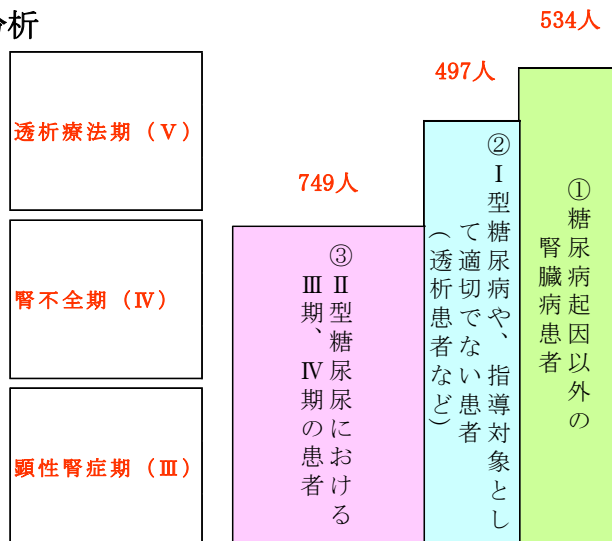 分析
534人
497人
749人
透析療法期（Ⅴ）
腎不全期（Ⅳ）
顕性腎症期（Ⅲ）
①糖尿病起因以外の
腎臓病患者
②Ⅰ型糖尿病や、指導対象とし
て適切でない患者
（透析患者など）
③Ⅱ型糖尿尿における
Ⅲ期、Ⅳ期の患者